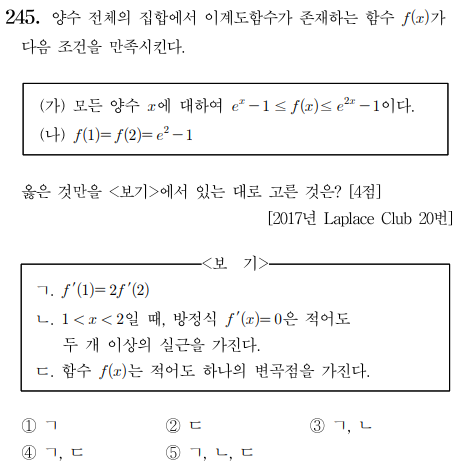 245. 양수 전체의 집합에서 이계도함수가 존재하는 함수 f(x)가
다음 조건을 만족시킨다.
(가) 모든 양수 x에 대하여 e^x − 1 ≤ f(x) ≤ e^{2x} − 1이다.
(나) f(1) = f(2) = e^2 − 1
옳은 것만을 <보기>에서 있는 대로 고른 것은? [4점]
[2017년 Laplace Club 20번]
<보 기>
ㄱ. f′(1) = 2f′(2)
ㄴ. 1 < x < 2일 때, 방정식 f′(x) = 0은 적어도
두 개 이상의 실근을 가진다.
ㄷ. 함수 f(x)는 적어도 하나의 변곡점을 가진다.
① ㄱ ② ㄷ ③ ㄱ, ㄴ
④ ㄱ, ㄷ ⑤ ㄱ, ㄴ, ㄷ